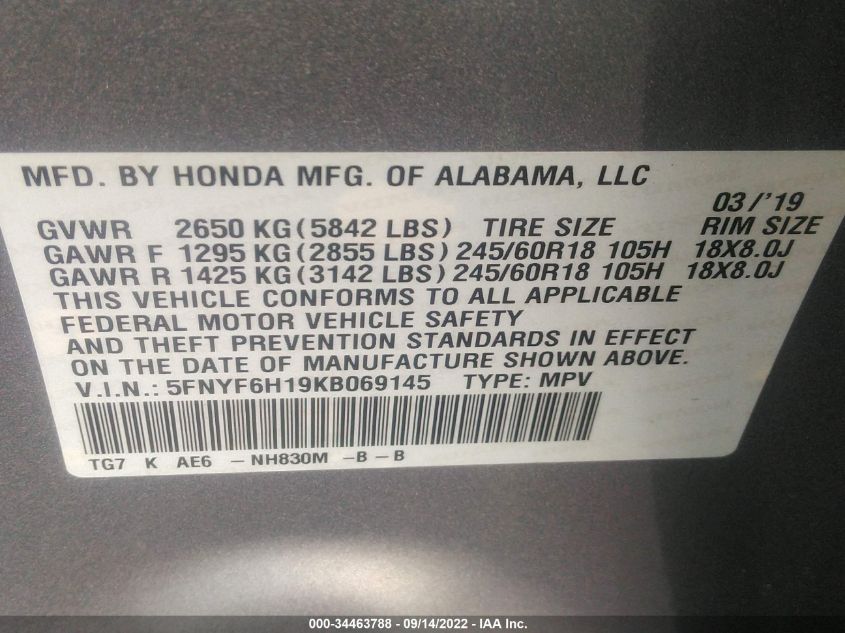 MFD. BY HONDA MFG. OF ALABAMA, LLC
03/'19
GVWR 2650 KG(5842 LBS) TIRE SIZE RIM SIZE
GAWR F 1295 KG(2855 LBS) 245/60R18 105H 18X8.0J
GAWR R 1425 KG(3142 LBS) 245/60R18 105H 18X8.0J
THIS VEHICLE CONFORMS TO ALL APPLICABLE
FEDERAL MOTOR VEHICLE SAFETY
AND THEFT PREVENTION STANDARDS IN EFFECT
ON THE DATE OF MANUFACTURE SHOWN ABOVE.
V.I.N.: 5FNYF6H19KB069145 TYPE: MPV
TG7 K AE6 – NH830M –B – B
000-34463788 - 09/14/2022 - IAA Inc.